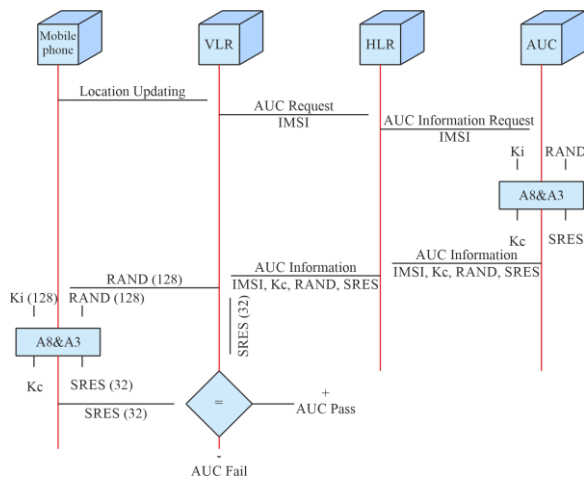 Mobile
phone
VLR
HLR
AUC
Location Updating
AUC Request
IMSI
AUC Information Request
IMSI
Ki
RAND
A8&A3
Kc
SRES
AUC Information
IMSI, Kc, RAND, SRES
AUC Information
IMSI, Kc, RAND, SRES
RAND (128)
Ki (128)
RAND (128)
SRES (32)
A8&A3
Kc
SRES (32)
SRES (32)
=
+
AUC Pass
-
AUC Fail